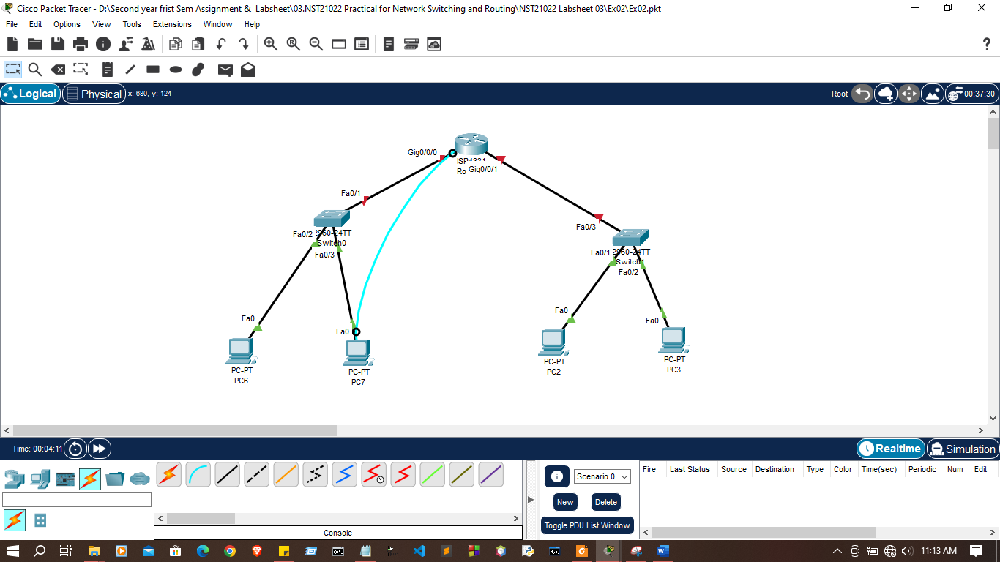 Cisco Packet Tracer - D:\Second year frist Sem Assignment & Labsheet\03.NST21022 Practical for Network Switching and Routing\NST21022 Labsheet 03\Ex02\Ex02.pkt
File Edit Options View Tools Extensions Window Help
Logical Physical x: 680, y: 124 Root 00:37:30
Gig0/0/0
Gig0/0/1
Fa0/1
Fa0/3
Fa0/2
2960-24TT
Switch0
Fa0/3
Fa0/1 2960-24TT
Switch1
Fa0/2
Fa0
Fa0
Fa0
Fa0
PC-PT
PC6
PC-PT
PC7
PC-PT
PC2
PC-PT
PC3
Time: 00:04:11 Realtime Simulation
Scenario 0
New Delete
Toggle PDU List Window
Fire Last Status Source Destination Type Color Time(sec) Periodic Num Edit
Console
11:13 AM